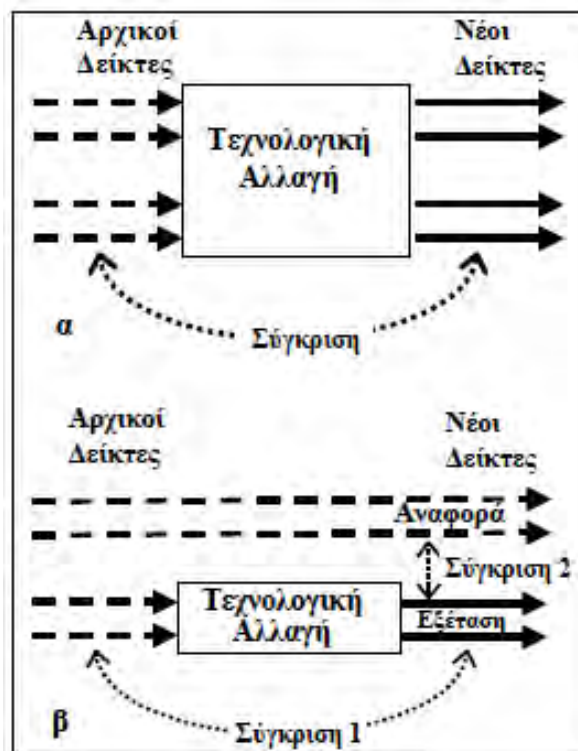 Αρχικοί Νέοι
Δείκτες Δείκτες
Τεχνολογική
Αλλαγή
Σύγκριση
α
Αρχικοί Νέοι
Δείκτες Δείκτες
Αναφορά
Σύγκριση 2
Τεχνολογική
Αλλαγή
Εξέταση
Σύγκριση 1
β